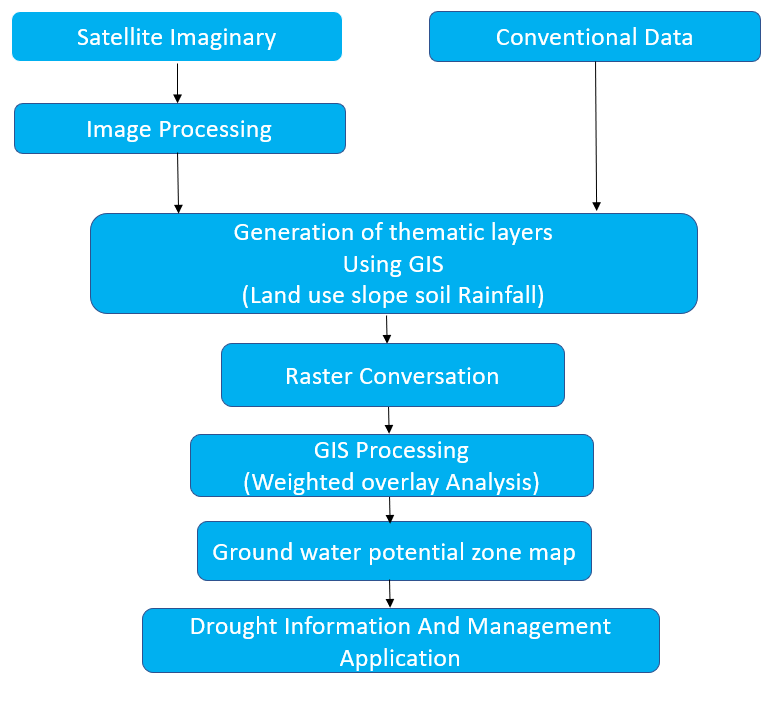 Satellite Imaginary
Conventional Data
Image Processing
Generation of thematic layers
Using GIS
(Land use slope soil Rainfall)
Raster Conversation
GIS Processing
(Weighted overlay Analysis)
Ground water potential zone map
Drought Information And Management
Application